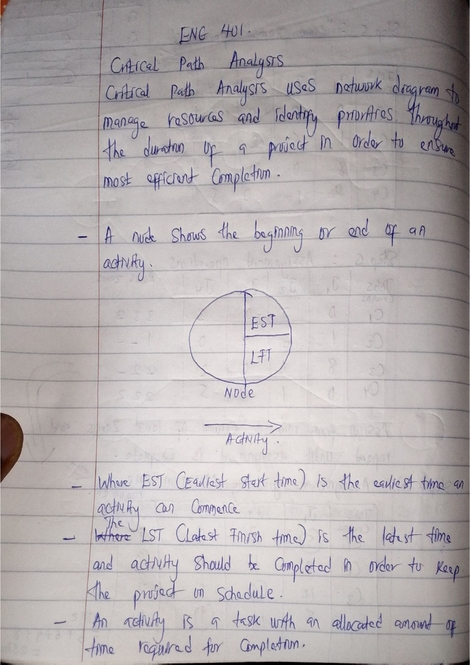 ENG 401.
Critical Path Analysis
Critical Path Analysis uses network diagram to
manage resources and identify priorities throughout
the duration of a project in order to ensure
most efficient Completion.
- A node shows the beginning or end of an
activity.
EST
LFT
NODE
Activity.
- Where EST (Earliest start time) is the earliest time an
activity can commence
The
- Where LST (Latest Finish time) is the latest time
and activity should be completed in order to keep
the project on schedule.
- An activity is a task with an allocated amount of
time required for completion.